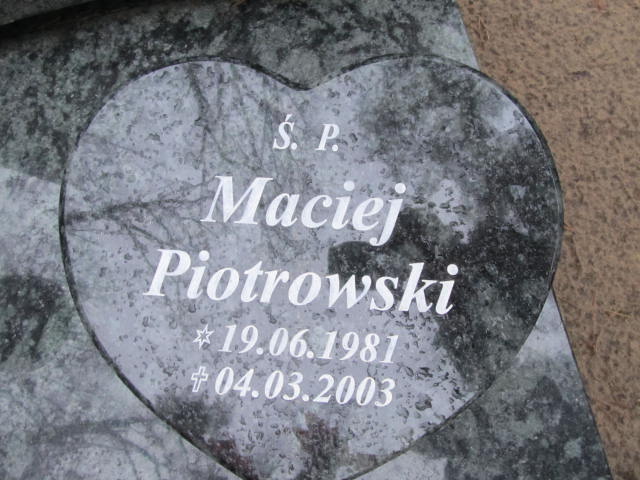 Ś. P.
Maciej
Piotrowski
✡ 19.06.1981
✝ 04.03.2003